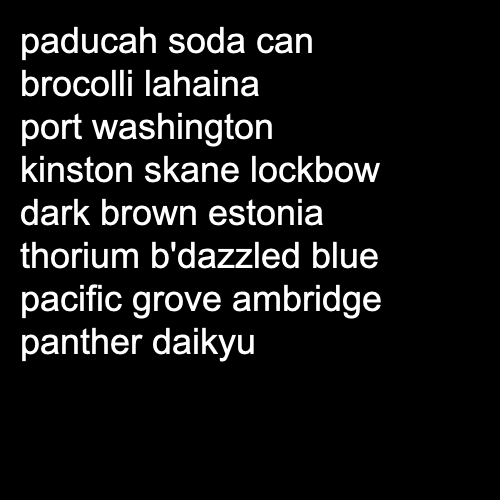 paducah soda can
brocolli lahaina
port washington
kinston skane lockbow
dark brown estonia
thorium b'dazzled blue
pacific grove ambridge
panther daikyu